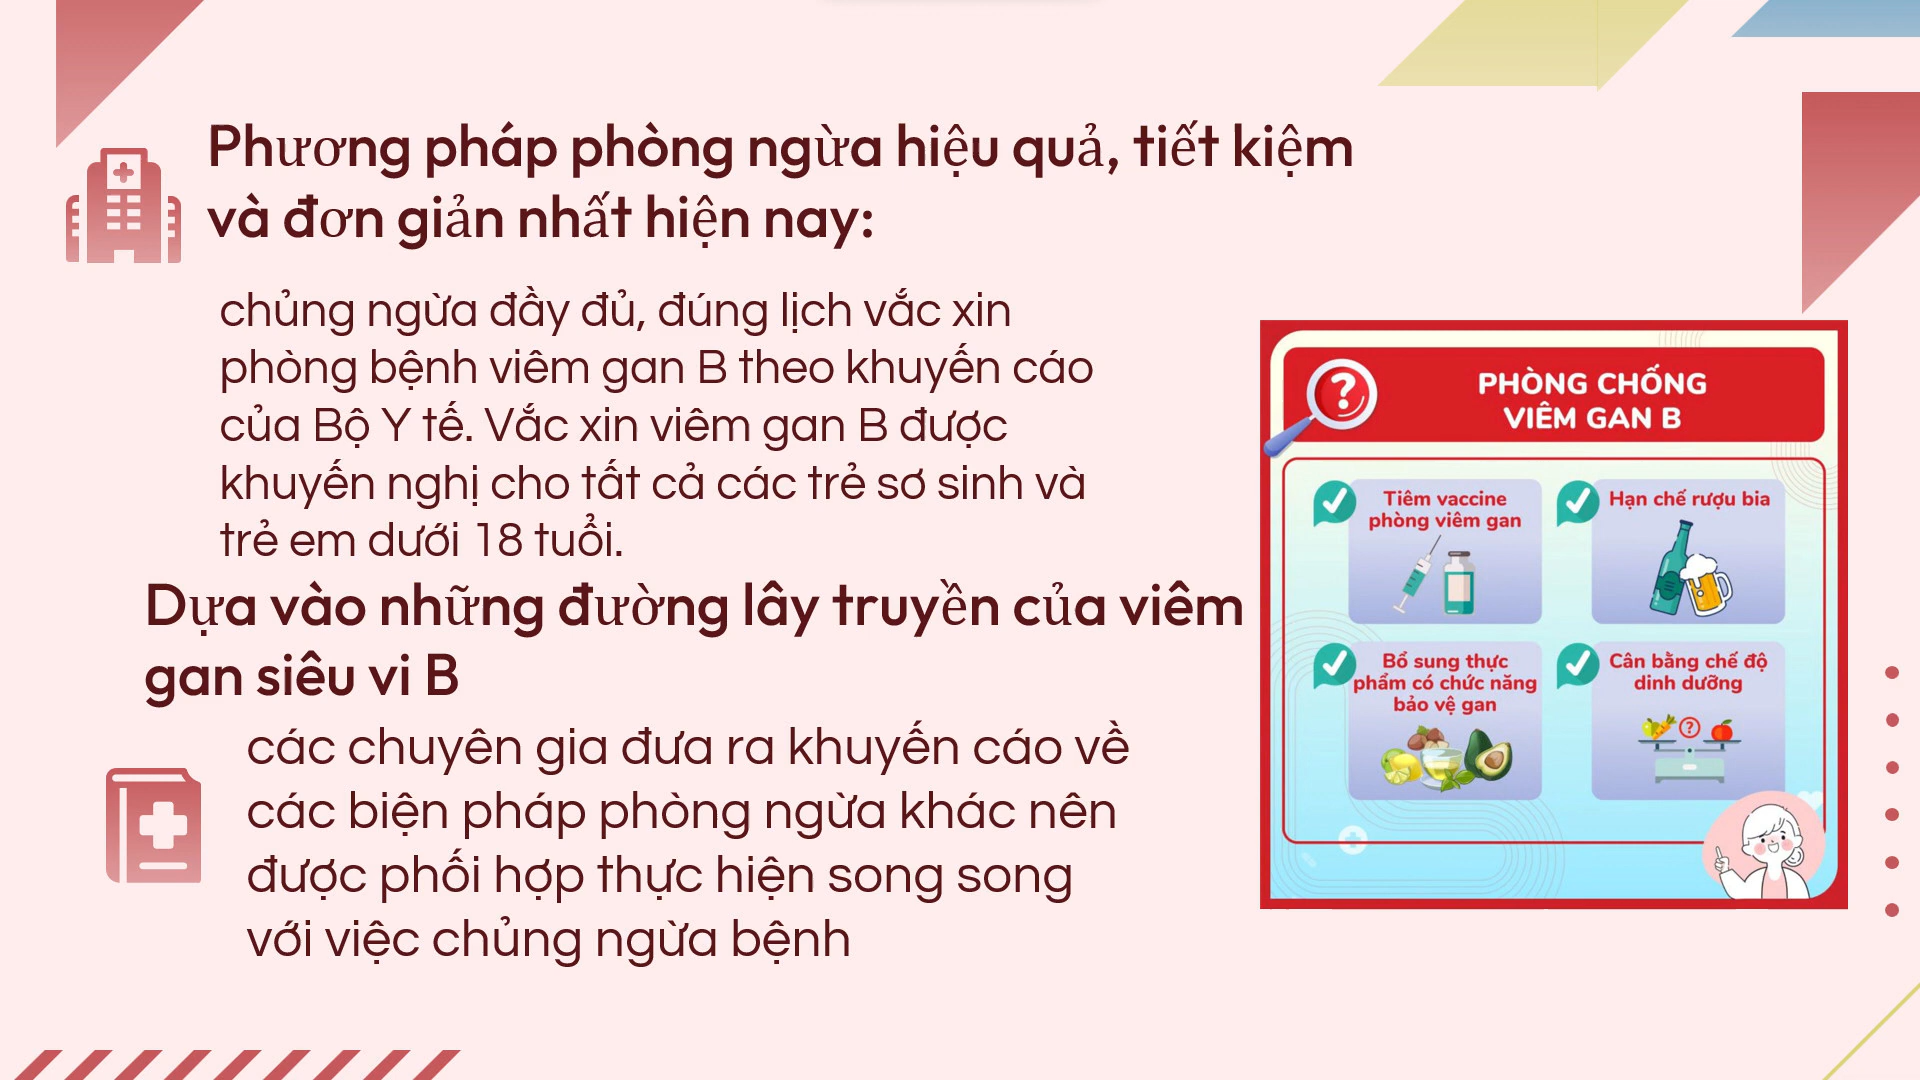 Phương pháp phòng ngừa hiệu quả, tiết kiệm
và đơn giản nhất hiện nay:
chủng ngừa đầy đủ, đúng lịch vắc xin
phòng bệnh viêm gan B theo khuyến cáo
của Bộ Y tế. Vắc xin viêm gan B được
khuyến nghị cho tất cả các trẻ sơ sinh và
trẻ em dưới 18 tuổi.
Dựa vào những đường lây truyền của viêm
gan siêu vi B
các chuyên gia đưa ra khuyến cáo về
các biện pháp phòng ngừa khác nên
được phối hợp thực hiện song song
với việc chủng ngừa bệnh
?
PHÒNG CHỐNG
VIÊM GAN B
Tiêm vaccine
phòng viêm gan
Hạn chế rượu bia
Bổ sung thực
phẩm có chức năng
bảo vệ gan
Cân bằng chế độ
dinh dưỡng
?